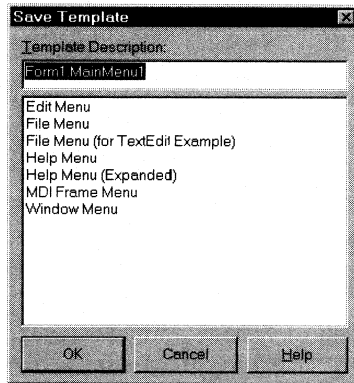 Save Template
Template Description:
Form1.MainMenu1
Edit Menu
File Menu
File Menu (for TextEdit Example)
Help Menu
Help Menu (Expanded)
MDI Frame Menu
Window Menu
OK Cancel Help